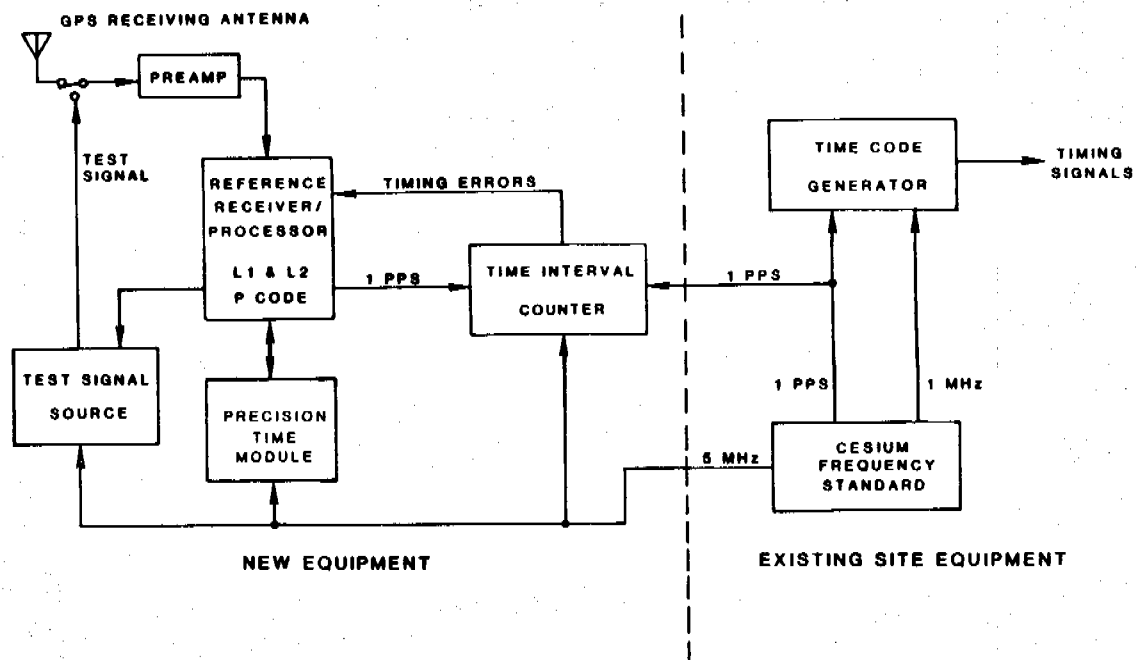 GPS RECEIVING ANTENNA
PREAMP
TEST
SIGNAL
REFERENCE
RECEIVER/
PROCESSOR
L1 & L2
P CODE
TIMING ERRORS
1 PPS
TIME INTERVAL
COUNTER
TEST SIGNAL
SOURCE
PRECISION
TIME
MODULE
NEW EQUIPMENT
TIME CODE
GENERATOR
TIMING
SIGNALS
1 PPS
1 PPS
1 MHz
5 MHz
CESIUM
FREQUENCY
STANDARD
EXISTING SITE EQUIPMENT